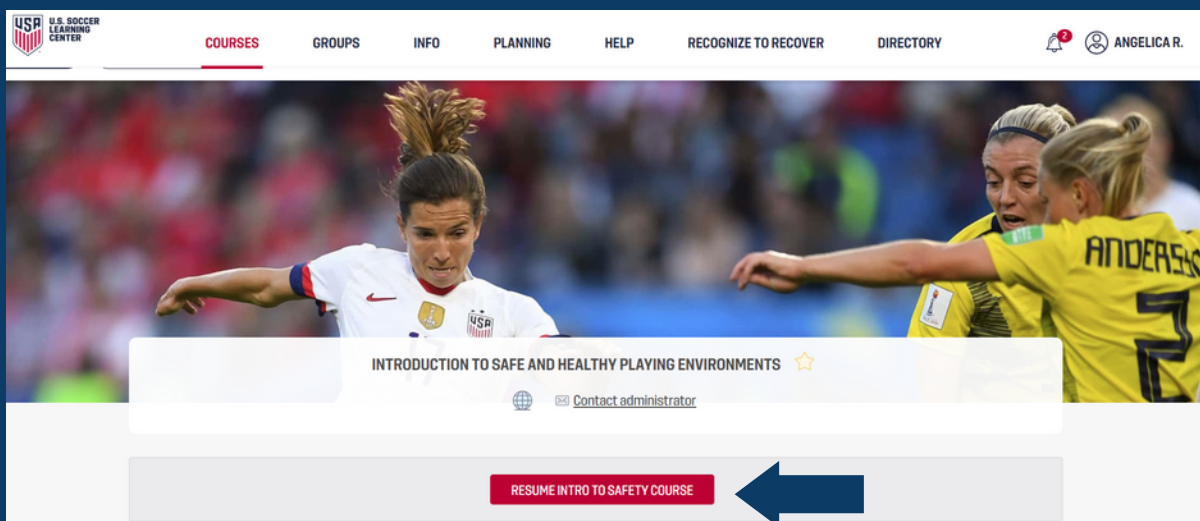 USA
U.S. SOCCER
LEARNING
CENTER
COURSES
GROUPS
INFO
PLANNING
HELP
RECOGNIZE TO RECOVER
DIRECTORY
2
ANGELICA R.
USA
17
ANDERSSO
2
INTRODUCTION TO SAFE AND HEALTHY PLAYING ENVIRONMENTS
Contact administrator
RESUME INTRO TO SAFETY COURSE